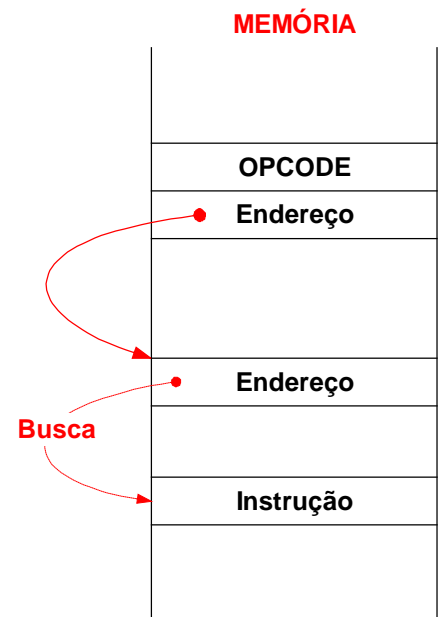 MEMÓRIA
OPCODE
Endereço
Endereço
Busca
Instrução